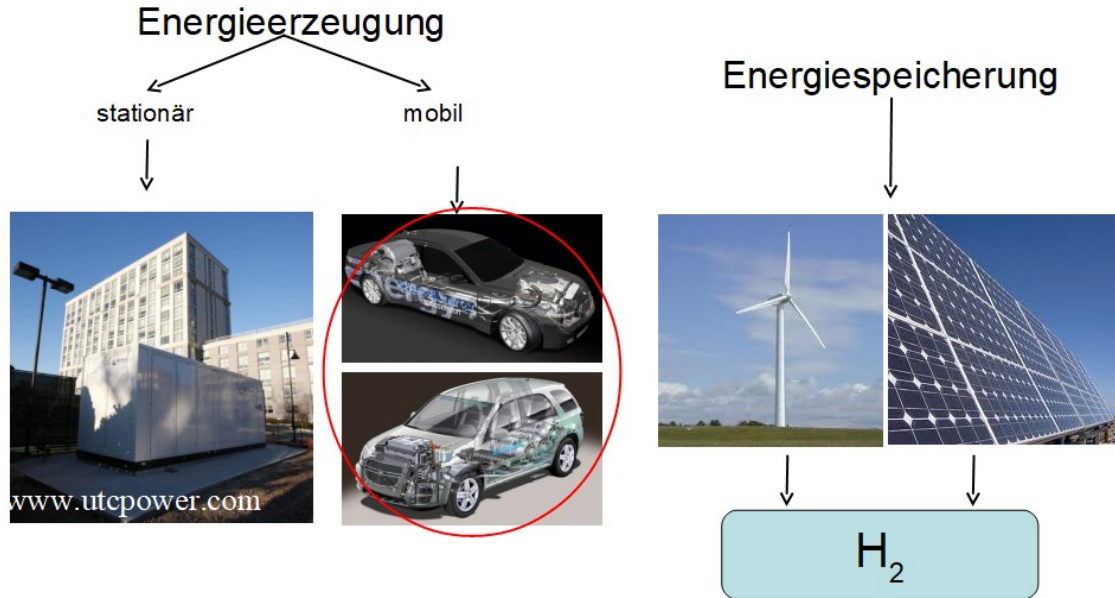 Energieerzeugung
stationär
mobil
www.utcpower.com
Energiespeicherung
H₂